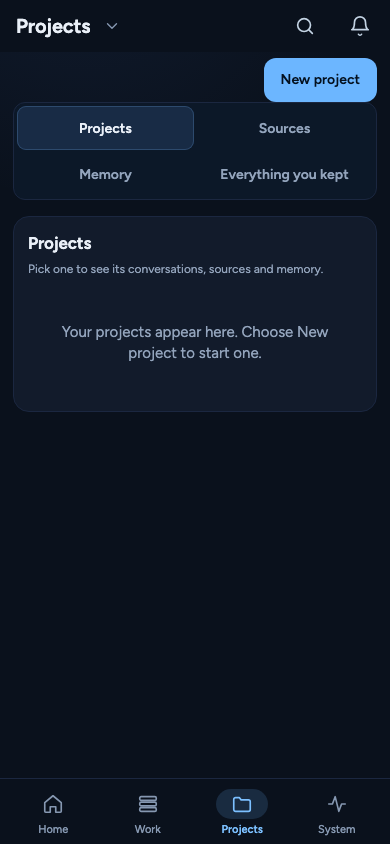 Projects
New project
Projects
Sources
Memory
Everything you kept
Projects
Pick one to see its conversations, sources and memory.
Your projects appear here. Choose New
project to start one.
Home
Work
Projects
System